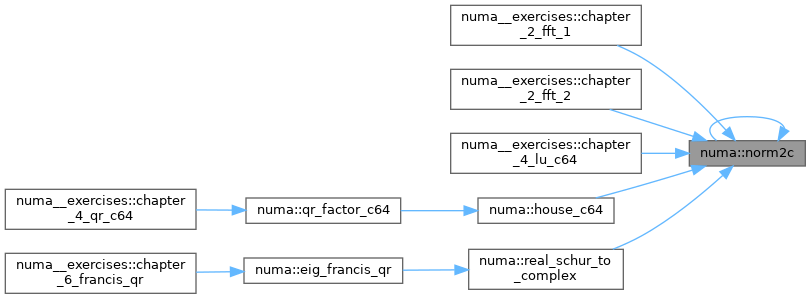 numa__exercises::chapter
_2_fft_1
numa__exercises::chapter
_2_fft_2
numa__exercises::chapter
_4_lu_c64
numa::norm2c
numa__exercises::chapter
_4_qr_c64
numa::qr_factor_c64
numa::house_c64
numa__exercises::chapter
_6_francis_qr
numa::eig_francis_qr
numa::real_schur_to
_complex